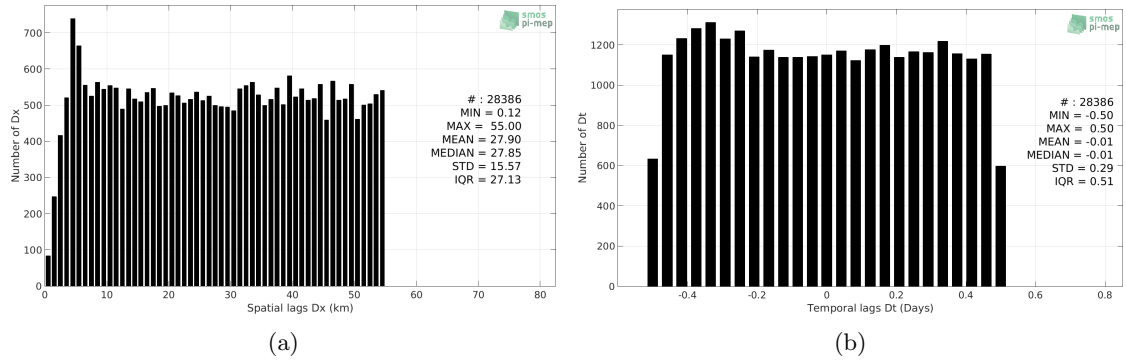 smos
pi-mep
700
600
500
400
300
200
100
0
Number of Dx
# : 28386
MIN = 0.12
MAX = 55.00
MEAN = 27.90
MEDIAN = 27.85
STD = 15.57
IQR = 27.13
0 10 20 30 40 50 60 70 80
Spatial lags Dx (km)
(a)
smos
pi-mep
1200
1000
800
600
400
200
0
Number of Dt
# : 28386
MIN = -0.50
MAX = 0.50
MEAN = -0.01
MEDIAN = -0.01
STD = 0.29
IQR = 0.51
-0.4 -0.2 0 0.2 0.4 0.6 0.8
Temporal lags Dt (Days)
(b)